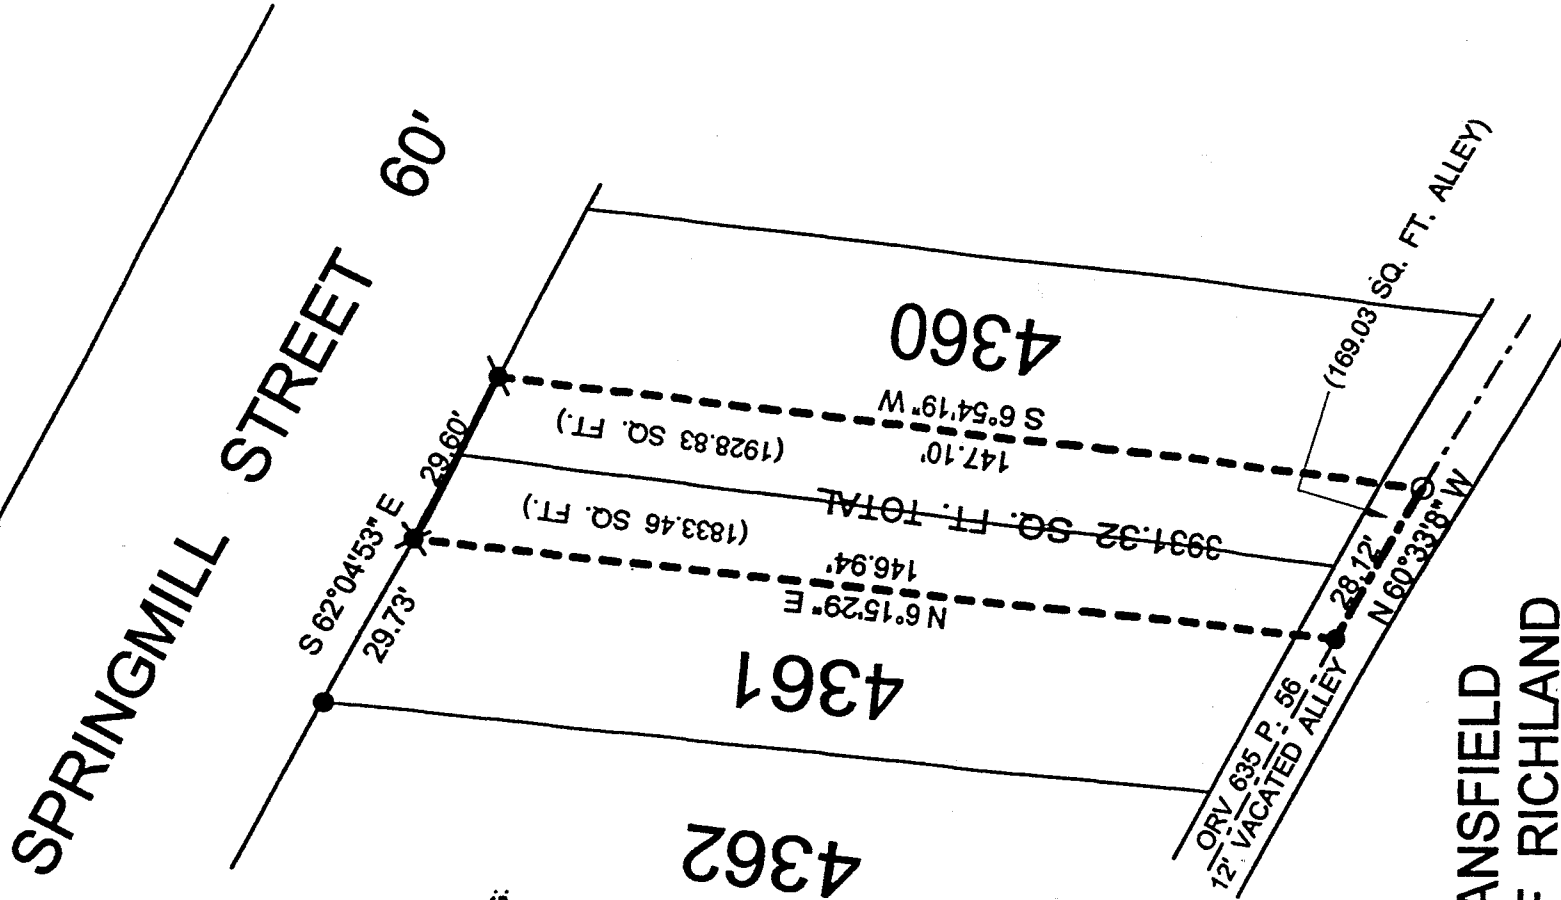 SPRINGMILL STREET 60'
S 62°04'53" E
29.60'
29.73'
4360
S 6°54'19" W
147.10'
(1928.83 SQ. FT.)
3931.32 SQ. FT. TOTAL
(1833.46 SQ. FT.)
146.94'
N 6°15'29" E
4361
4362
(169.03 SQ. FT. ALLEY)
28.12'
N 60°33'8" W
ORV 635 P. 56
12' VACATED ALLEY
ANSFIELD
F RICHLAND